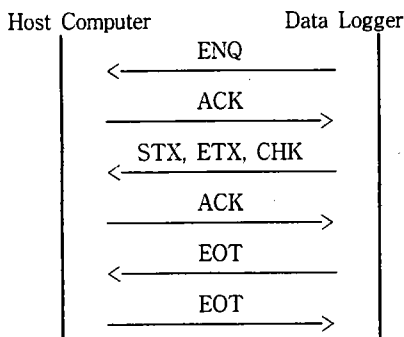 Host Computer Data Logger
ENQ
ACK
STX, ETX, CHK
ACK
EOT
EOT